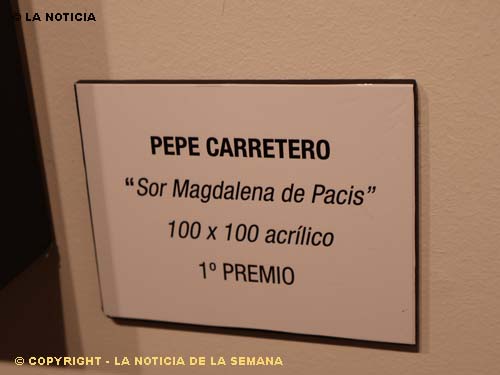 © LA NOTICIA
PEPE CARRETERO
“Sor Magdalena de Pacis”
100 x 100 acrílico
1º PREMIO
© COPYRIGHT - LA NOTICIA DE LA SEMANA